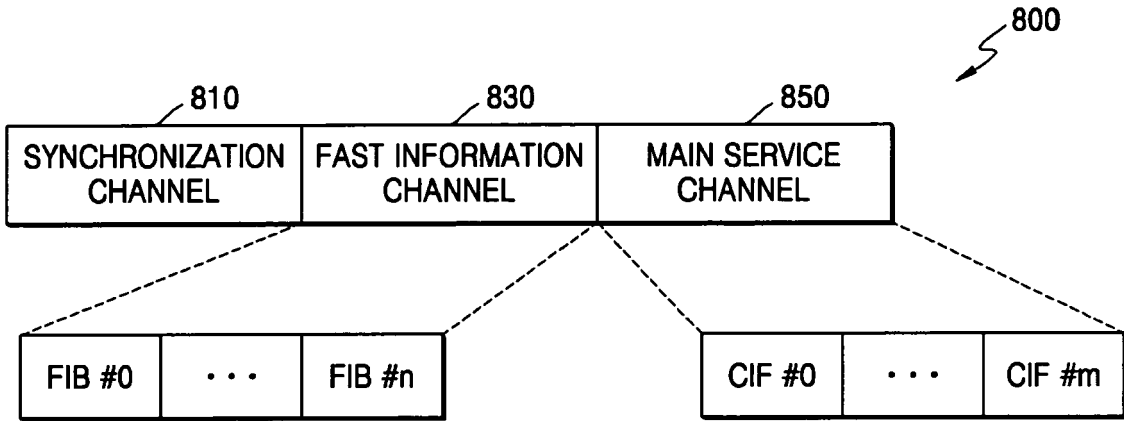 800
810
830
850
SYNCHRONIZATION
CHANNEL
FAST INFORMATION
CHANNEL
MAIN SERVICE
CHANNEL
FIB #0
· · ·
FIB #n
CIF #0
· · ·
CIF #m